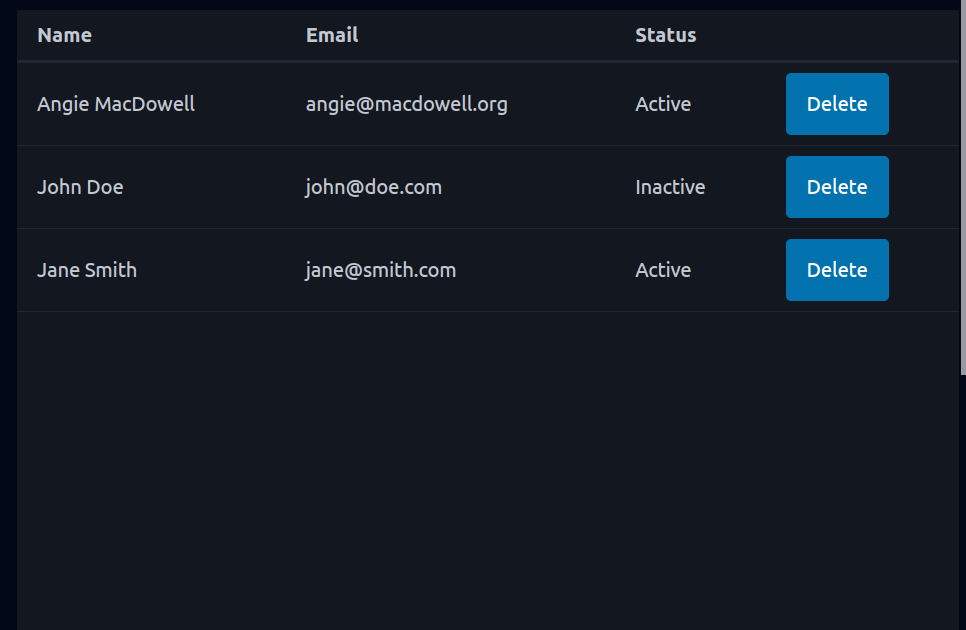 Name Email Status
Angie MacDowell angie@macdowell.org Active Delete
John Doe john@doe.com Inactive Delete
Jane Smith jane@smith.com Active Delete